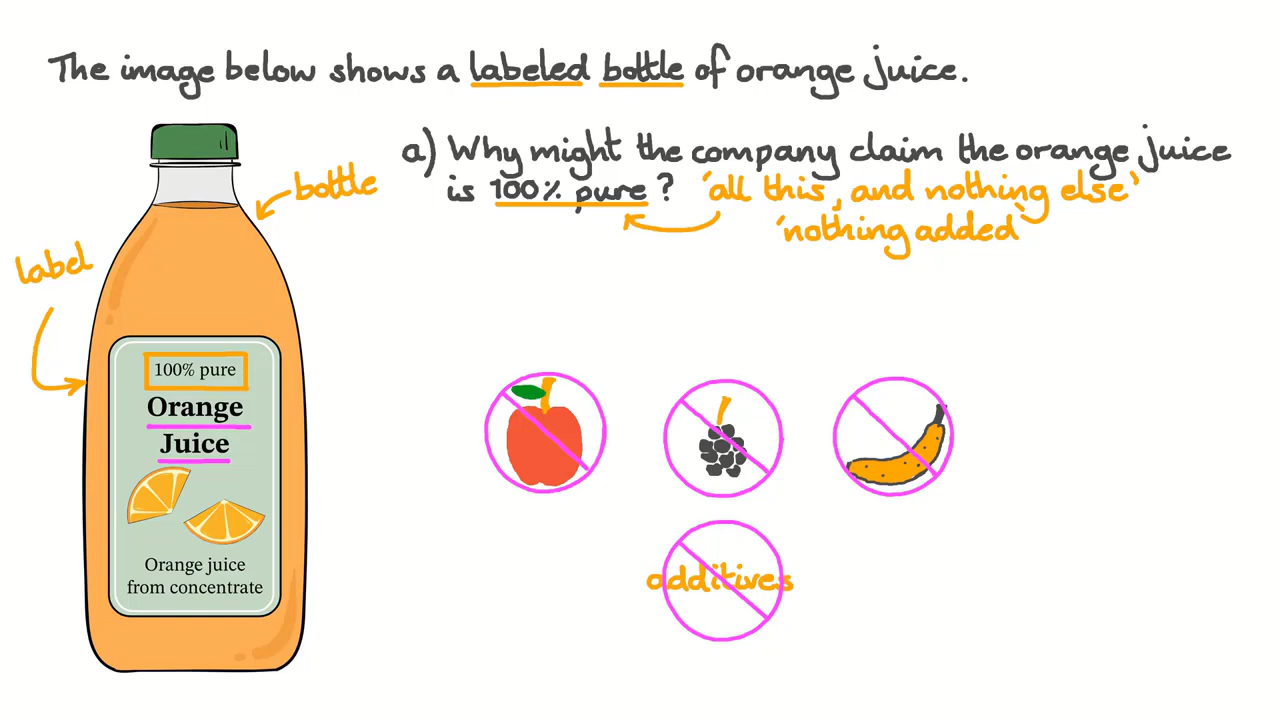 The image below shows a labeled bottle of orange juice.
a) Why might the company claim the orange juice
is 100% pure? 'all this, and nothing else'
'nothing added'
bottle
label
100% pure
Orange
Juice
Orange juice
from concentrate
additives